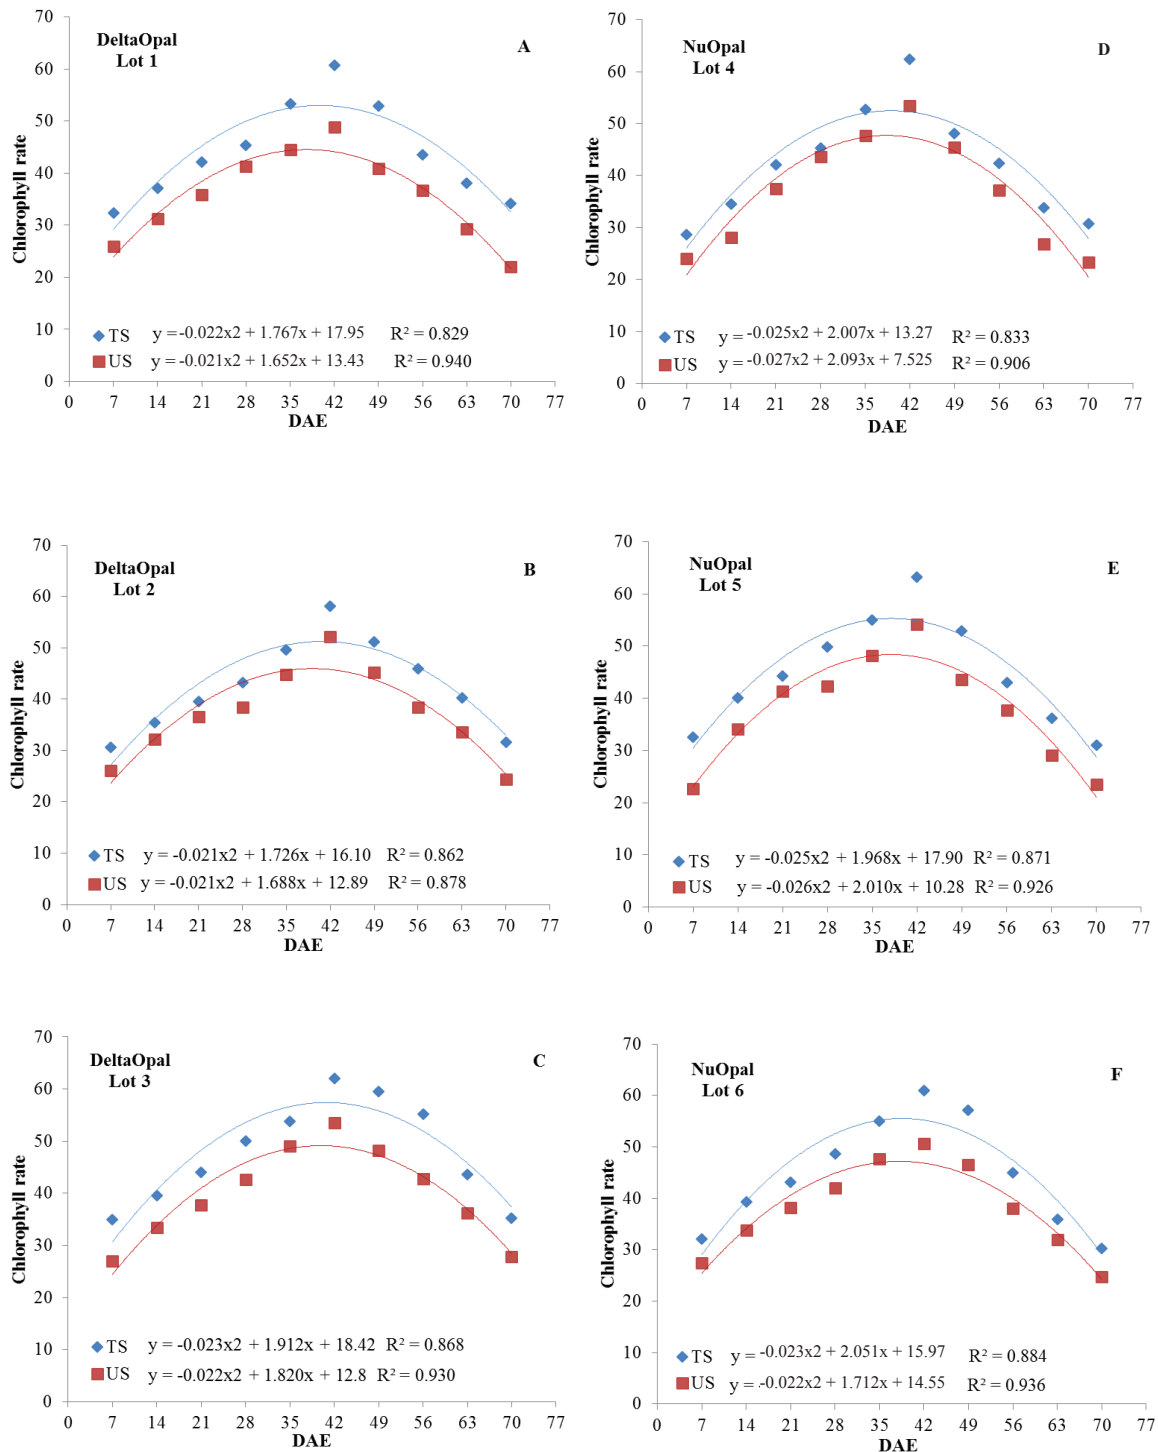 DeltaOpal
Lot 1
A
Chlorophyll rate
70
60
50
40
30
20
10
0
TS y =-0.022x2 + 1.767x + 17.95 R² = 0.829
US y =-0.021x2 + 1.652x + 13.43 R² = 0.940
0 7 14 21 28 35 42 49 56 63 70 77
DAE
NuOpal
Lot 4
D
Chlorophyll rate
70
60
50
40
30
20
10
0
TS y =-0.025x2 + 2.007x + 13.27 R² = 0.833
US y =-0.027x2 + 2.093x + 7.525 R² = 0.906
0 7 14 21 28 35 42 49 56 63 70 77
DAE
DeltaOpal
Lot 2
B
Chlorophyll rate
70
60
50
40
30
20
10
0
TS y = -0.021x2 + 1.726x + 16.10 R² = 0.862
US y = -0.021x2 + 1.688x + 12.89 R² = 0.878
0 7 14 21 28 35 42 49 56 63 70 77
DAE
NuOpal
Lot 5
E
Chlorophyll rate
70
60
50
40
30
20
10
0
TS y = -0.025x2 + 1.968x + 17.90 R² = 0.871
US y = -0.026x2 + 2.010x + 10.28 R² = 0.926
0 7 14 21 28 35 42 49 56 63 70 77
DAE
DeltaOpal
Lot 3
C
Chlorophyll rate
70
60
50
40
30
20
10
0
TS y = -0.023x2 + 1.912x + 18.42 R² = 0.868
US y = -0.022x2 + 1.820x + 12.8 R² = 0.930
0 7 14 21 28 35 42 49 56 63 70 77
DAE
NuOpal
Lot 6
F
Chlorophyll rate
70
60
50
40
30
20
10
0
TS y = -0.023x2 + 2.051x + 15.97 R² = 0.884
US y = -0.022x2 + 1.712x + 14.55 R² = 0.936
0 7 14 21 28 35 42 49 56 63 70 77
DAE